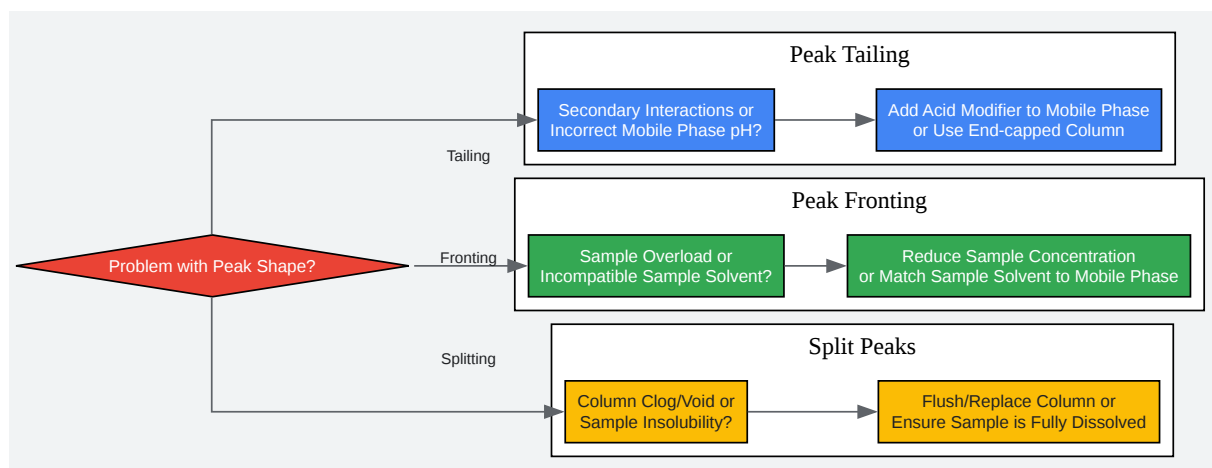 Peak Tailing
Secondary Interactions or
Incorrect Mobile Phase pH?
Add Acid Modifier to Mobile Phase
or Use End-capped Column
Tailing
Peak Fronting
Problem with Peak Shape?
Fronting
Sample Overload or
Incompatible Sample Solvent?
Reduce Sample Concentration
or Match Sample Solvent to Mobile Phase
Splitting
Split Peaks
Column Clog/Void or
Sample Insolubility?
Flush/Replace Column or
Ensure Sample is Fully Dissolved